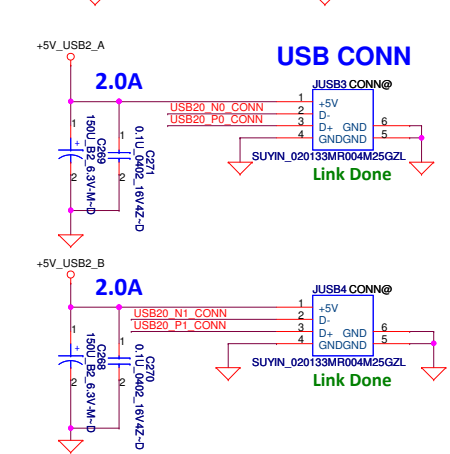 +5V_USB2_A
USB CONN
2.0A
JUSB3 CONN@
1 +5V
USB20_N0_CONN 2 D-
USB20_P0_CONN 3 D+ GND 6
4 GNDGND 5
1
+
2
C269
150U_B2_6.3V-M~D
1
2
C271
0.1U_0402_16V4Z~D
SUYIN_020133MR004M25GZL
Link Done
+5V_USB2_B
2.0A
JUSB4 CONN@
1 +5V
USB20_N1_CONN 2 D-
USB20_P1_CONN 3 D+ GND 6
4 GNDGND 5
1
+
2
C268
150U_B2_6.3V-M~D
1
2
C270
0.1U_0402_16V4Z~D
SUYIN_020133MR004M25GZL
Link Done